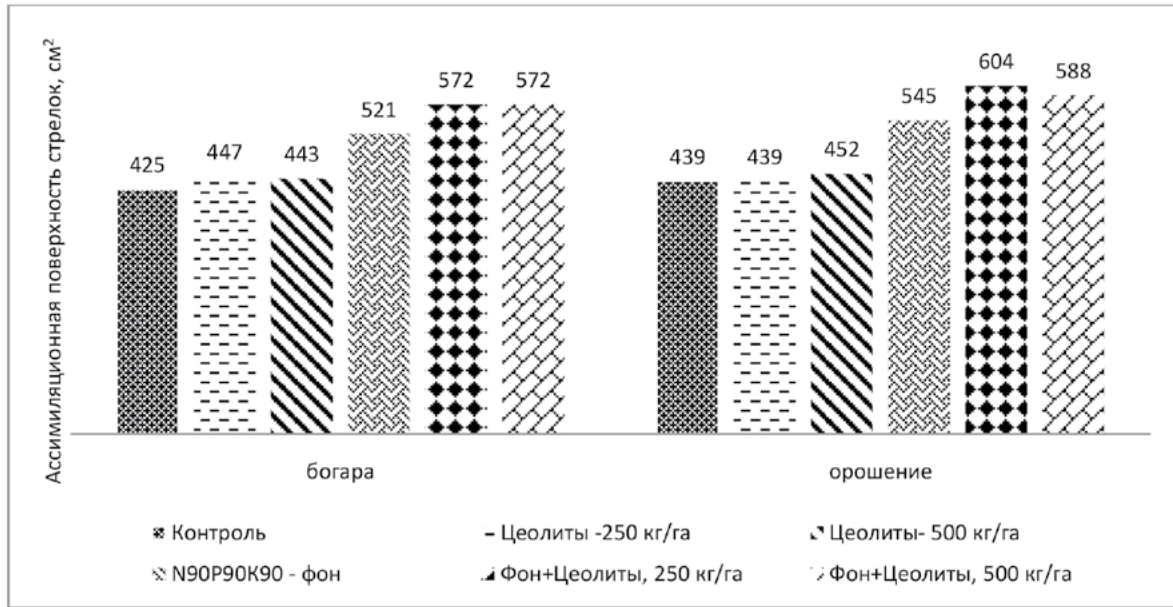 Ассимиляционная поверхность стрелок, см²
425
447
443
521
572
572
439
439
452
545
604
588
богара
орошение
Контроль
Цеолиты -250 кг/га
Цеолиты- 500 кг/га
N90P90K90 - фон
Фон+Цеолиты, 250 кг/га
Фон+Цеолиты, 500 кг/га